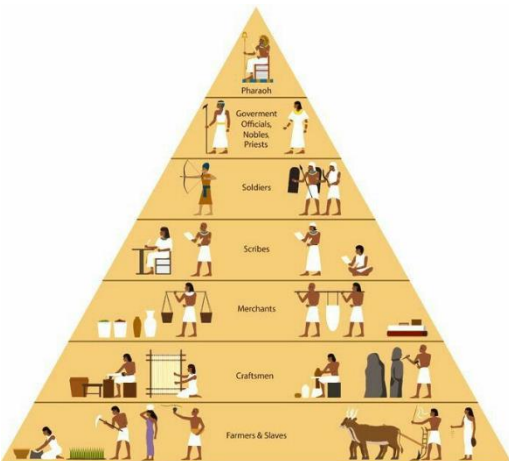 Pharaoh
Goverment
Officials,
Nobles,
Priests
Soldiers
Scribes
Merchants
Craftsmen
Farmers & Slaves